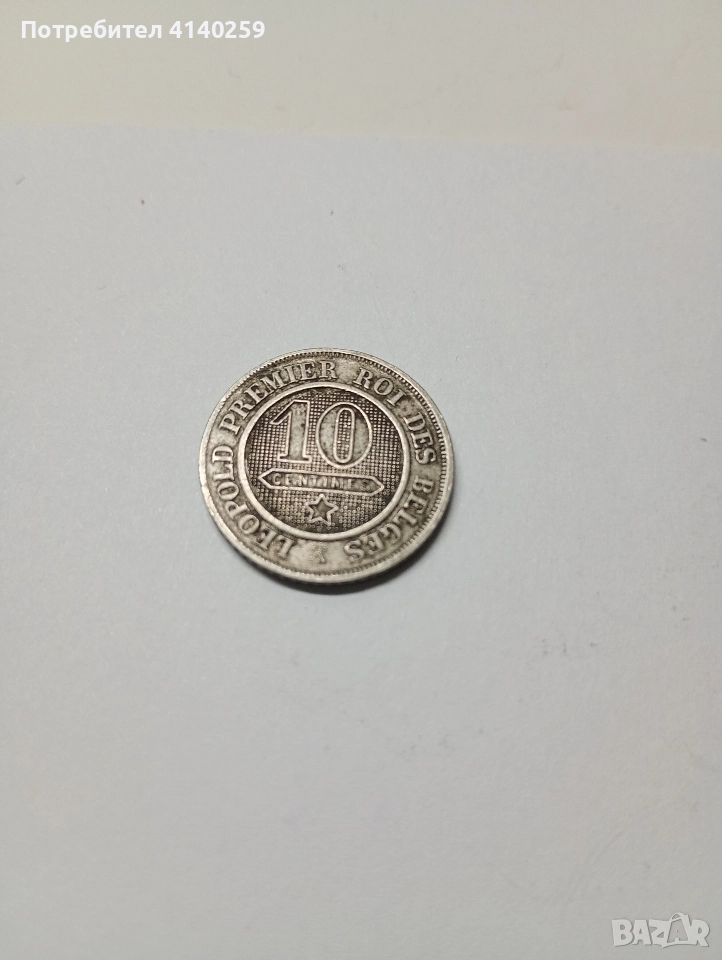 Потребител 4140259
LEOPOLD PREMIER ROI DES BELGES
10
CENTIMES
BAZAR